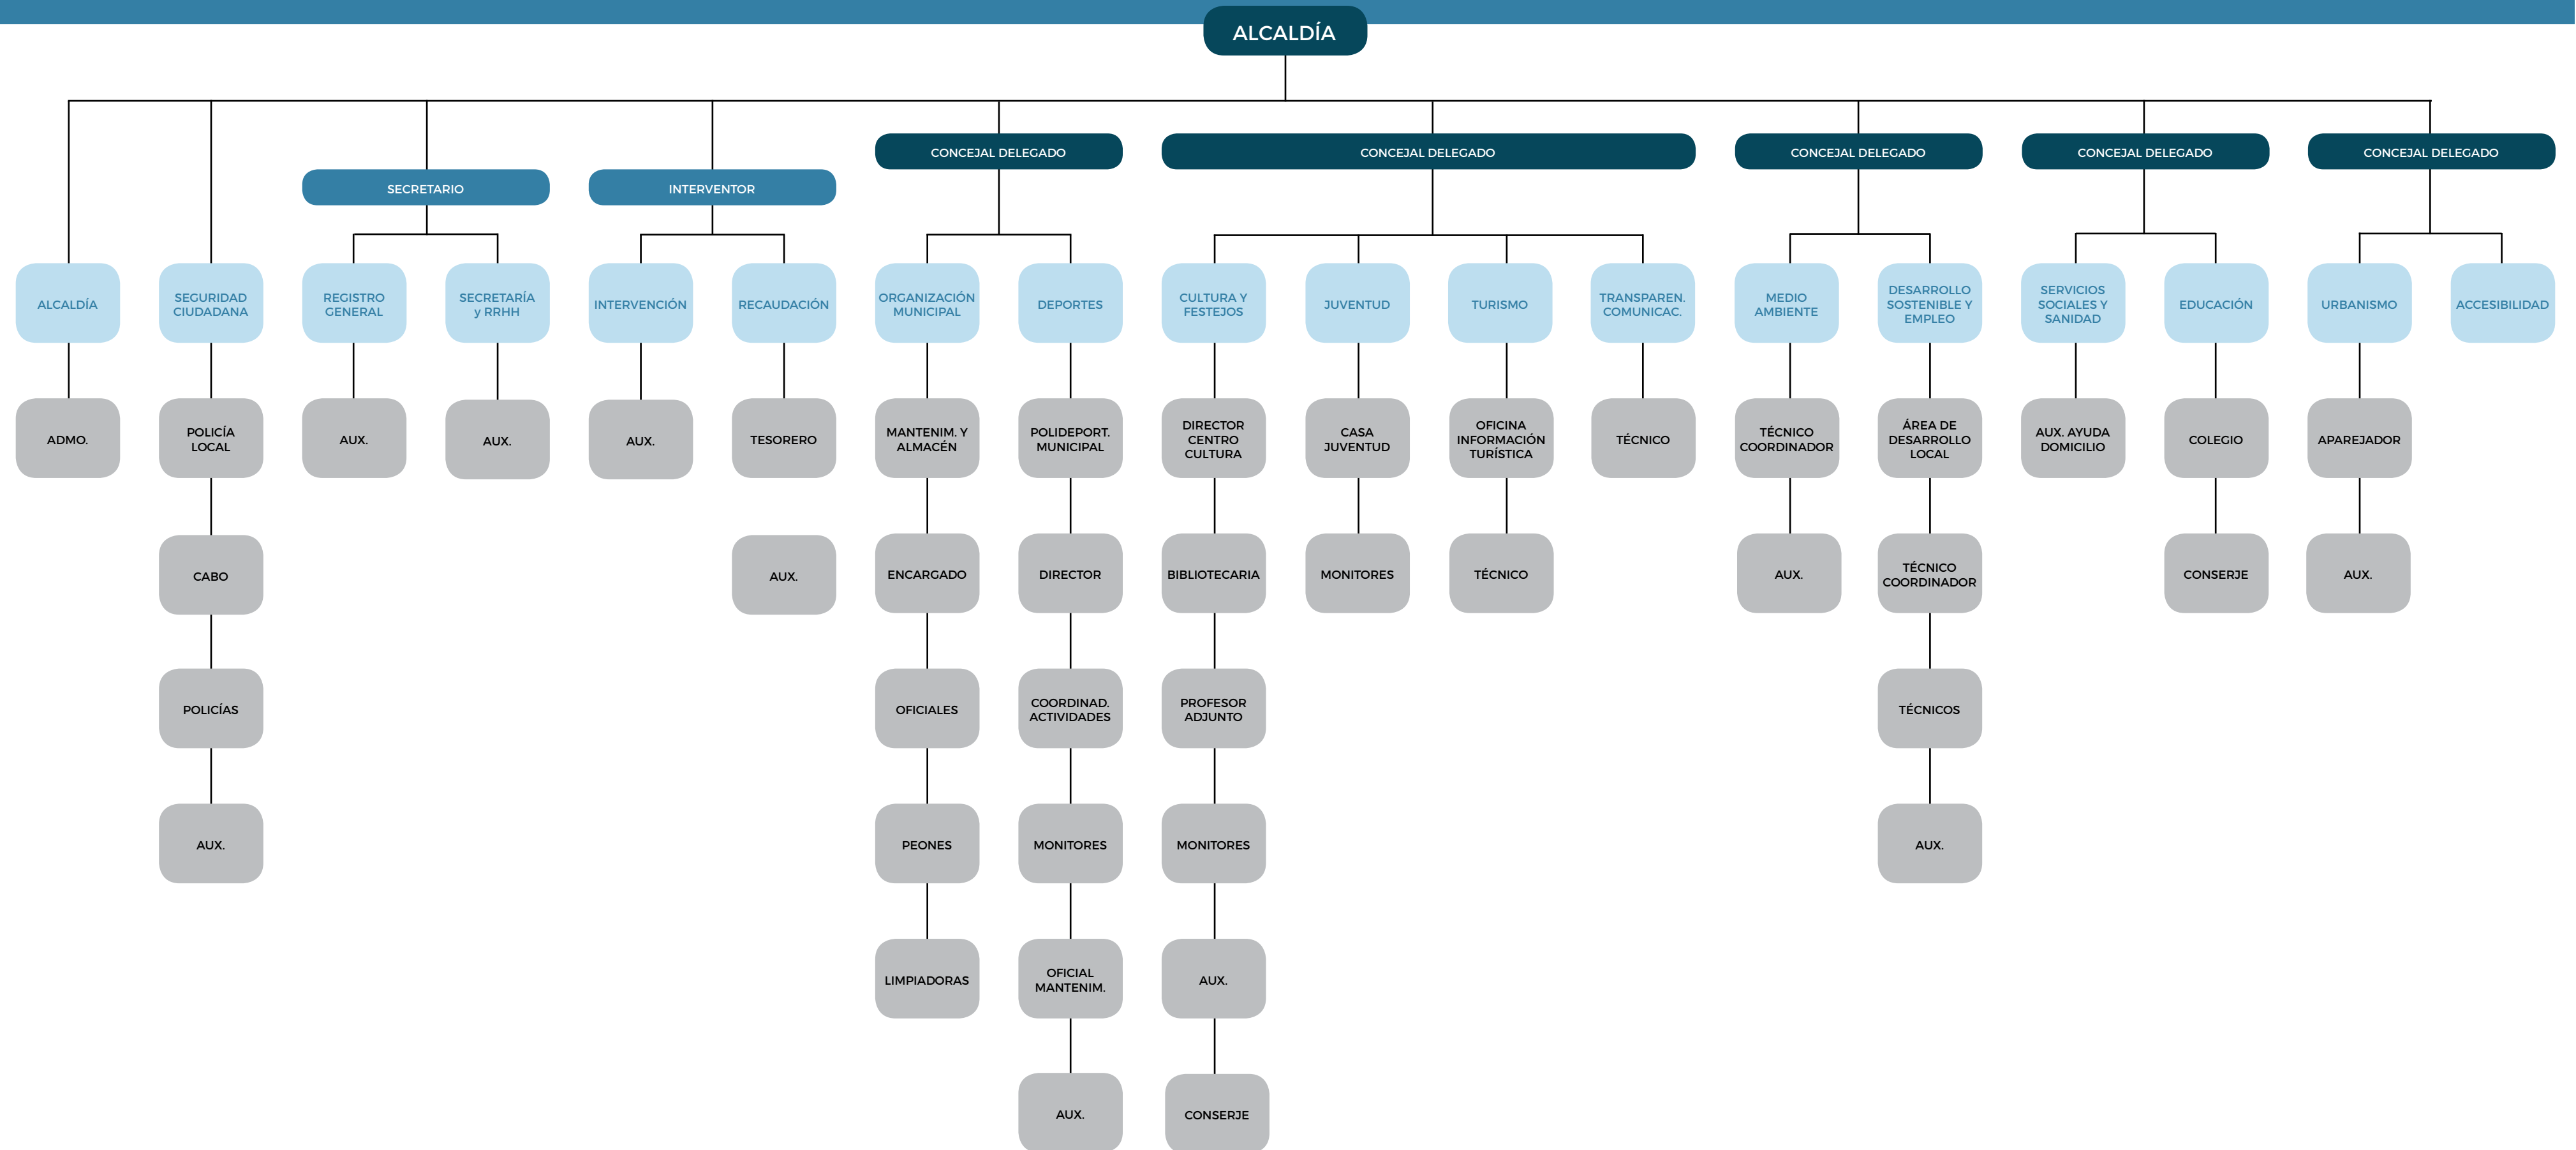 ALCALDÍA
CONCEJAL DELEGADO
CONCEJAL DELEGADO
CONCEJAL DELEGADO
CONCEJAL DELEGADO
CONCEJAL DELEGADO
SECRETARIO
INTERVENTOR
ALCALDÍA
SEGURIDAD
CIUDADANA
REGISTRO
GENERAL
SECRETARÍA
y RRHH
INTERVENCIÓN
RECAUDACIÓN
ORGANIZACIÓN
MUNICIPAL
DEPORTES
CULTURA Y
FESTEJOS
JUVENTUD
TURISMO
TRANSPAREN.
COMUNICAC.
MEDIO
AMBIENTE
DESARROLLO
SOSTENIBLE Y
EMPLEO
SERVICIOS
SOCIALES Y
SANIDAD
EDUCACIÓN
URBANISMO
ACCESIBILIDAD
ADMO.
POLICÍA
LOCAL
AUX.
AUX.
AUX.
TESORERO
MANTENIM. Y
ALMACÉN
POLIDEPORT.
MUNICIPAL
DIRECTOR
CENTRO
CULTURA
CASA
JUVENTUD
OFICINA
INFORMACIÓN
TURÍSTICA
TÉCNICO
TÉCNICO
COORDINADOR
ÁREA DE
DESARROLLO
LOCAL
AUX. AYUDA
DOMICILIO
COLEGIO
APAREJADOR
CABO
AUX.
ENCARGADO
DIRECTOR
BIBLIOTECARIA
MONITORES
TÉCNICO
AUX.
TÉCNICO
COORDINADOR
CONSERJE
AUX.
POLICÍAS
OFICIALES
COORDINAD.
ACTIVIDADES
PROFESOR
ADJUNTO
TÉCNICOS
AUX.
PEONES
MONITORES
MONITORES
AUX.
LIMPIADORAS
OFICIAL
MANTENIM.
AUX.
AUX.
CONSERJE